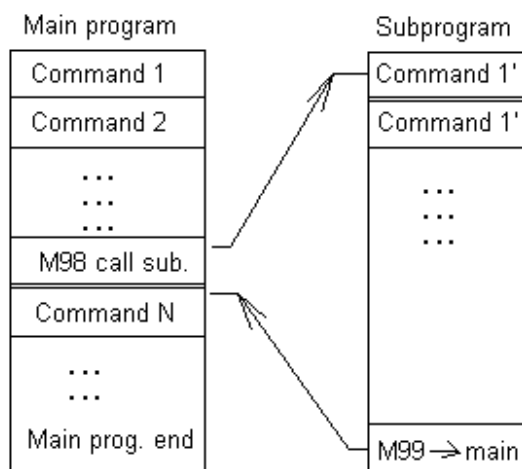 Main program
Command 1
Command 2
...
...
...
M98 call sub.
Command N
...
...
Main prog. end
Subprogram
Command 1'
Command 1'
...
...
...
M99 → main